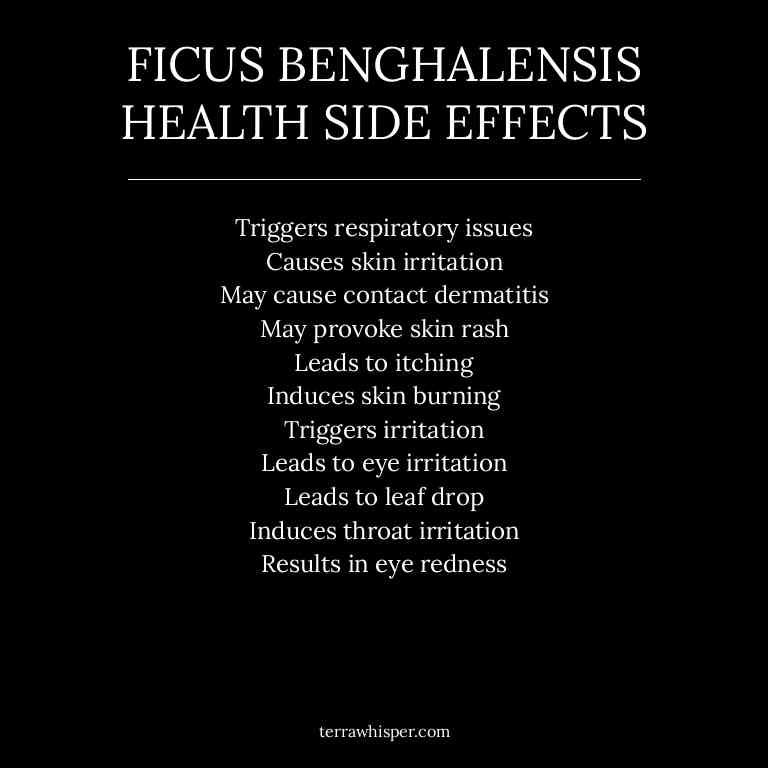 FICUS BENGHALENSIS
HEALTH SIDE EFFECTS
Triggers respiratory issues
Causes skin irritation
May cause contact dermatitis
May provoke skin rash
Leads to itching
Induces skin burning
Triggers irritation
Leads to eye irritation
Leads to leaf drop
Induces throat irritation
Results in eye redness
terrawhisper.com